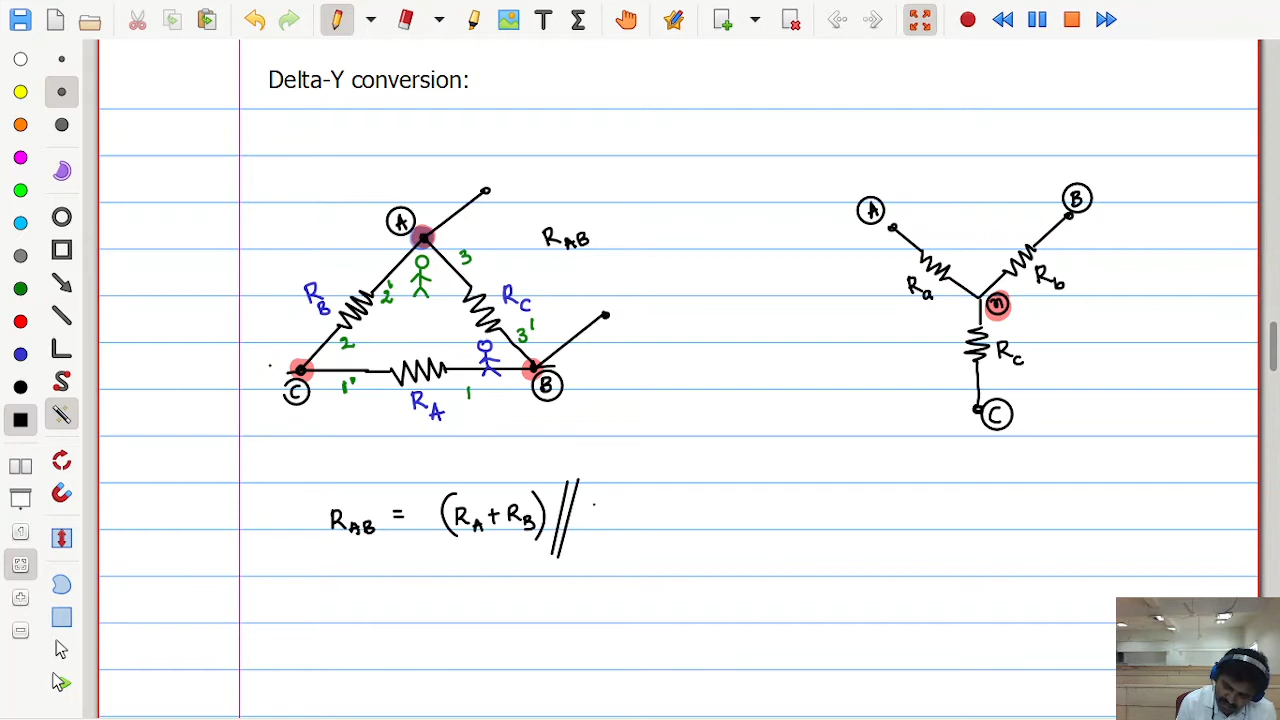 Delta-Y conversion:
A
B
A
R_AB
3
R_B
2'
R_C
R_a
R_b
n
3'
2
R_c
C
1'
R_A
1
B
C
R_AB = (R_A + R_B) //